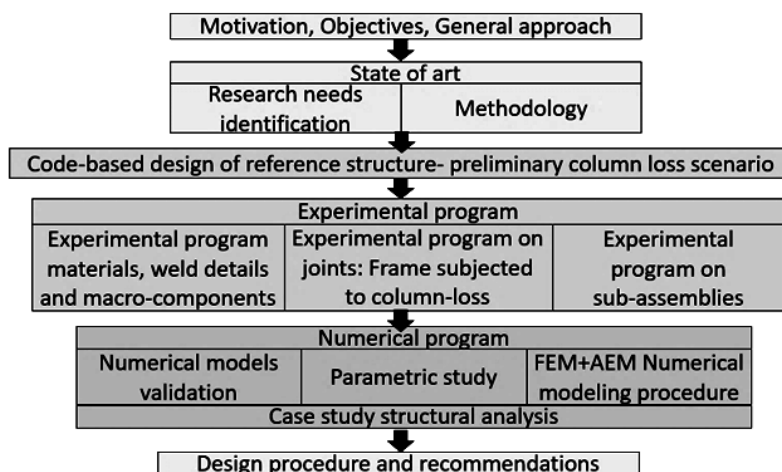 Motivation, Objectives, General approach
State of art
Research needs
identification
Methodology
Code-based design of reference structure- preliminary column loss scenario
Experimental program
Experimental program
materials, weld details
and macro-components
Experimental program on
joints: Frame subjected
to column-loss
Experimental
program on
sub-assemblies
Numerical program
Numerical models
validation
Parametric study
FEM+AEM Numerical
modeling procedure
Case study structural analysis
Design procedure and recommendations